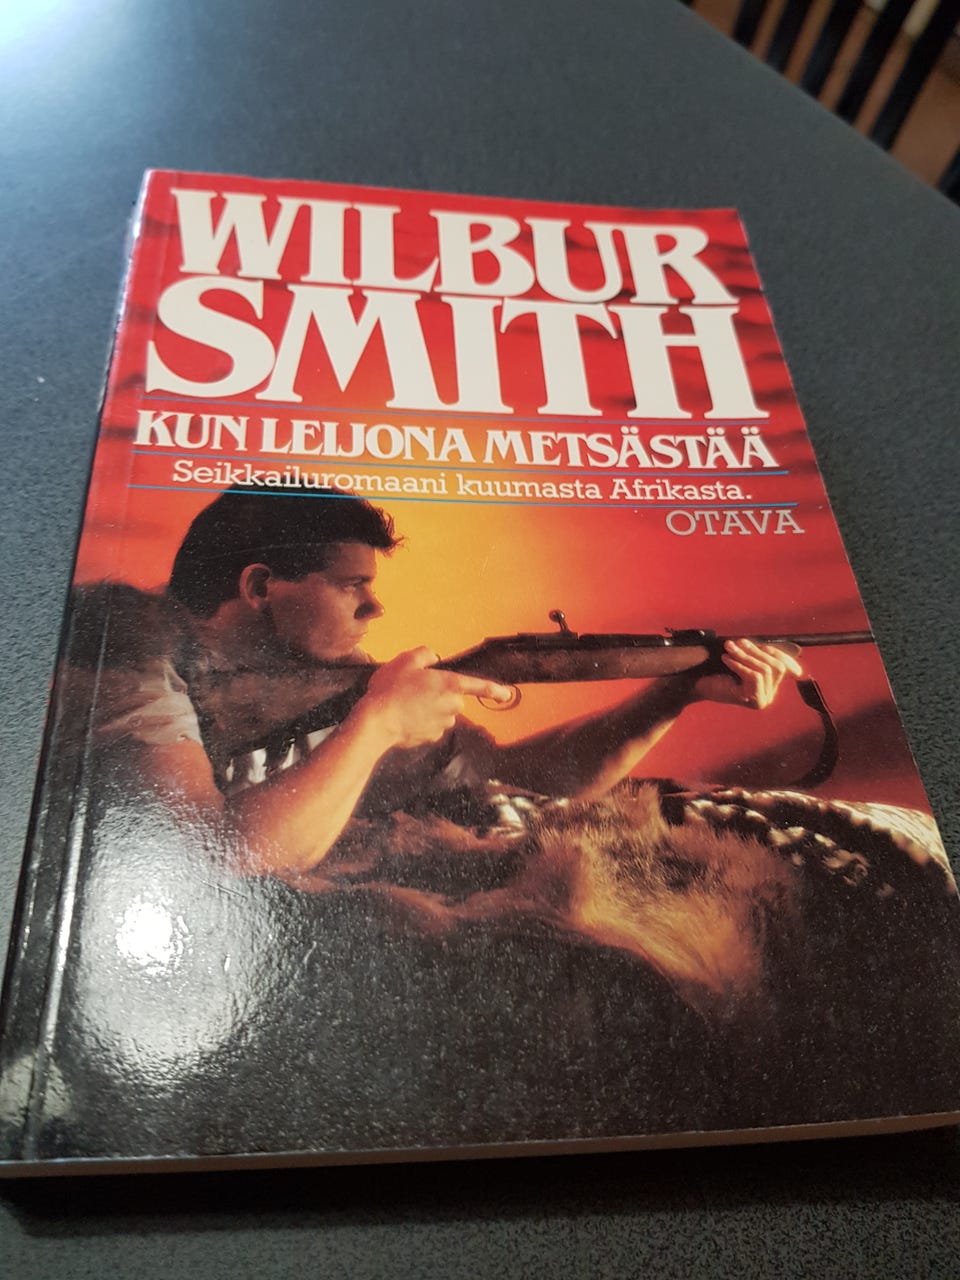 WILBUR
SMITH
KUN LEIJONA METSÄSTÄÄ
Seikkailuromaani kuumasta Afrikasta.
OTAVA